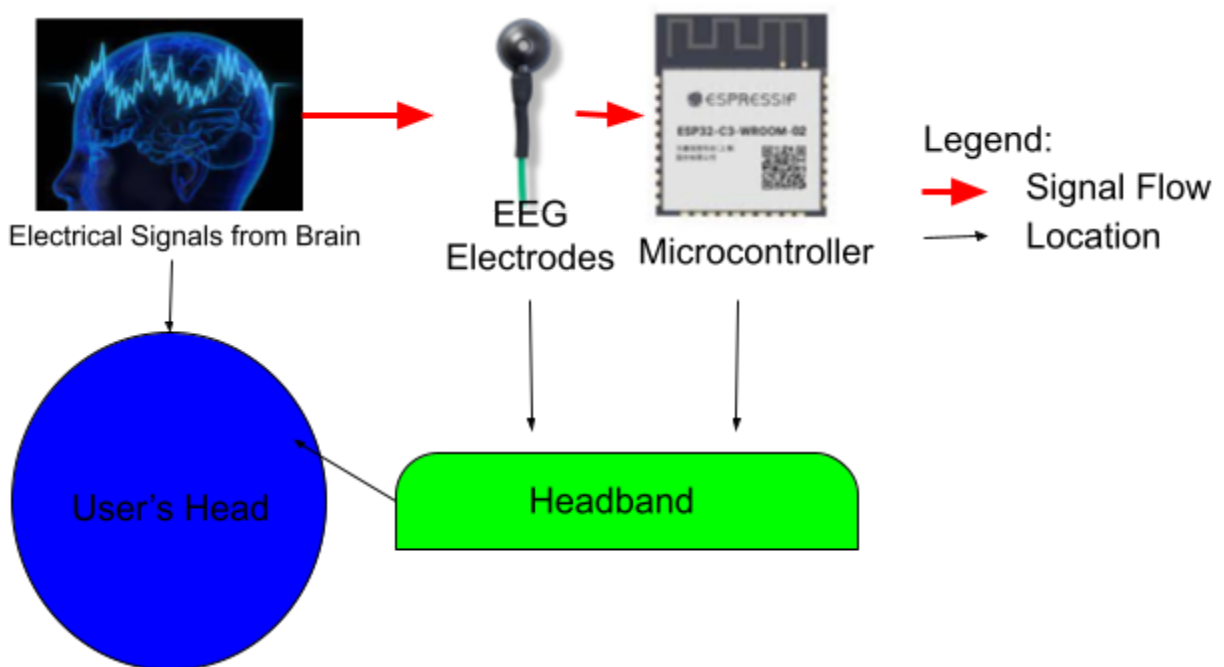 ESPRESSIF
ESP32-C3-WROOM-02
Legend:
Signal Flow
Location
Electrical Signals from Brain
EEG
Electrodes
Microcontroller
User's Head
Headband